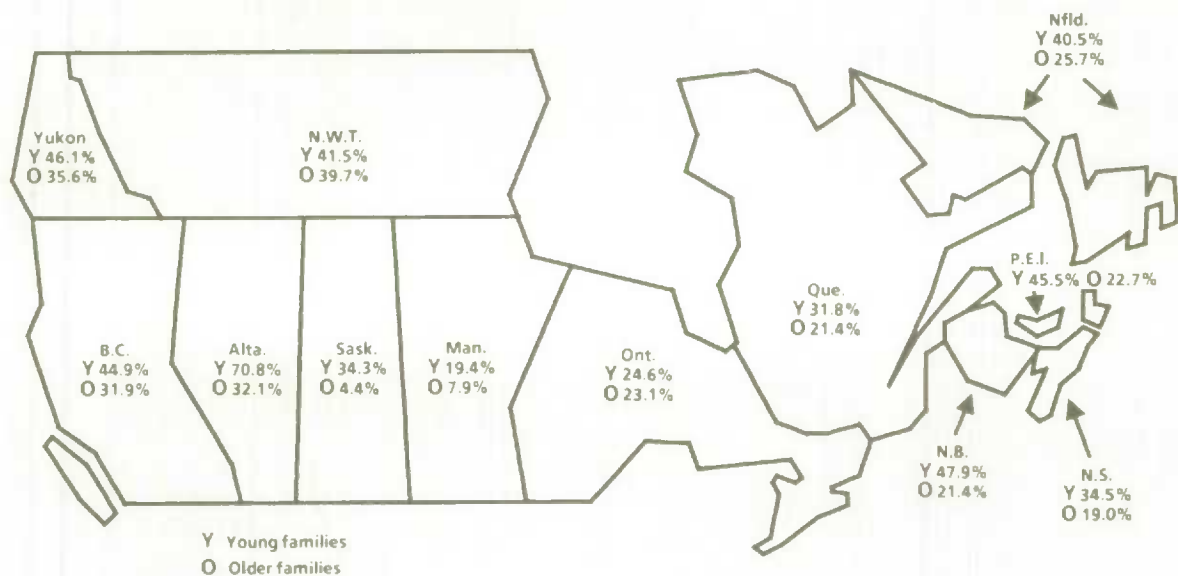 Nfld.
Y 40.5%
O 25.7%
Yukon
Y 46.1%
O 35.6%
N.W.T.
Y 41.5%
O 39.7%
P.E.I.
Y 45.5% O 22.7%
Que.
Y 31.8%
O 21.4%
B.C.
Y 44.9%
O 31.9%
Alta.
Y 70.8%
O 32.1%
Sask.
Y 34.3%
O 4.4%
Man.
Y 19.4%
O 7.9%
Ont.
Y 24.6%
O 23.1%
N.B.
Y 47.9%
O 21.4%
N.S.
Y 34.5%
O 19.0%
Y Young families
O Older families